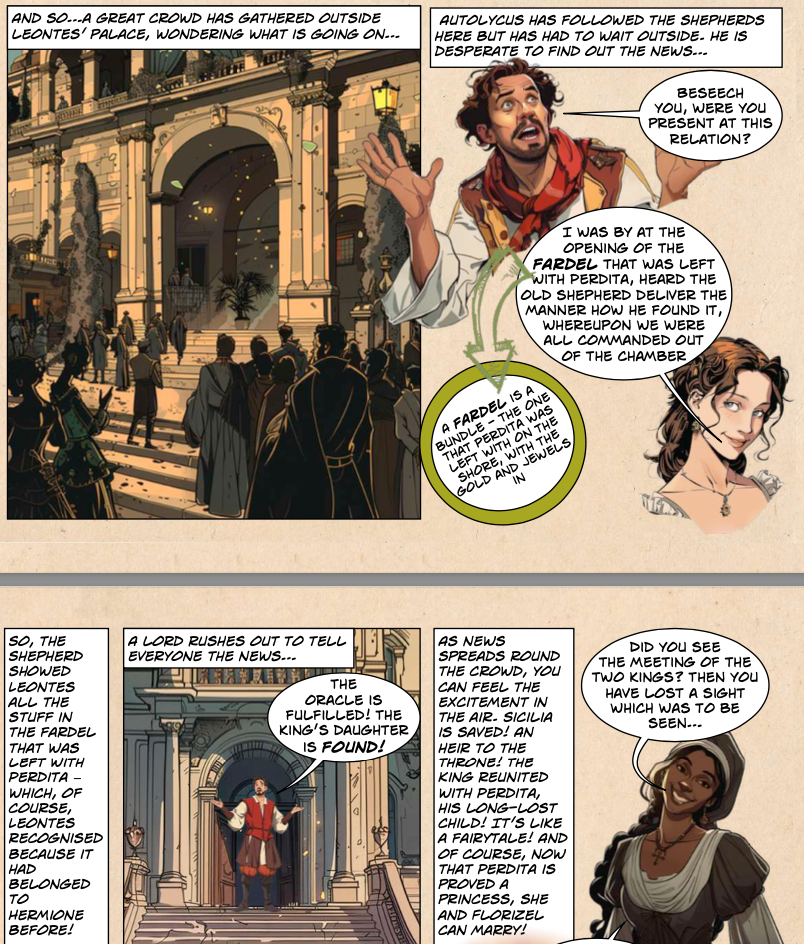 AND SO...A GREAT CROWD HAS GATHERED OUTSIDE
LEONTES' PALACE, WONDERING WHAT IS GOING ON...
AUTOLYCUS HAS FOLLOWED THE SHEPHERDS
HERE BUT HAS HAD TO WAIT OUTSIDE. HE IS
DESPERATE TO FIND OUT THE NEWS...
BESEECH
YOU, WERE YOU
PRESENT AT THIS
RELATION?
I WAS BY AT THE
OPENING OF THE
FARDEL THAT WAS LEFT
WITH PERDITA, HEARD THE
OLD SHEPHERD DELIVER THE
MANNER HOW HE FOUND IT,
WHEREUPON WE WERE
ALL COMMANDED OUT
OF THE CHAMBER
A FARDEL IS A
BUNDLE – THE ONE
THAT PERDITA WAS
LEFT WITH ON THE
SHORE, WITH THE
GOLD AND JEWELS
IN
SO, THE
SHEPHERD
SHOWED
LEONTES
ALL THE
STUFF IN
THE FARDEL
THAT WAS
LEFT WITH
PERDITA –
WHICH, OF
COURSE,
LEONTES
RECOGNISED
BECAUSE IT
HAD
BELONGED
TO
HERMIONE
BEFORE!
A LORD RUSHES OUT TO TELL
EVERYONE THE NEWS...
THE
ORACLE IS
FULFILLED! THE
KING'S DAUGHTER
IS FOUND!
AS NEWS
SPREADS ROUND
THE CROWD, YOU
CAN FEEL THE
EXCITEMENT IN
THE AIR. SICILIA
IS SAVED! AN
HEIR TO THE
THRONE! THE
KING REUNITED
WITH PERDITA,
HIS LONG-LOST
CHILD! IT'S LIKE
A FAIRYTALE! AND
OF COURSE, NOW
THAT PERDITA IS
PROVED A
PRINCESS, SHE
AND FLORIZEL
CAN MARRY!
DID YOU SEE
THE MEETING OF THE
TWO KINGS? THEN YOU
HAVE LOST A SIGHT
WHICH WAS TO BE
SEEN...